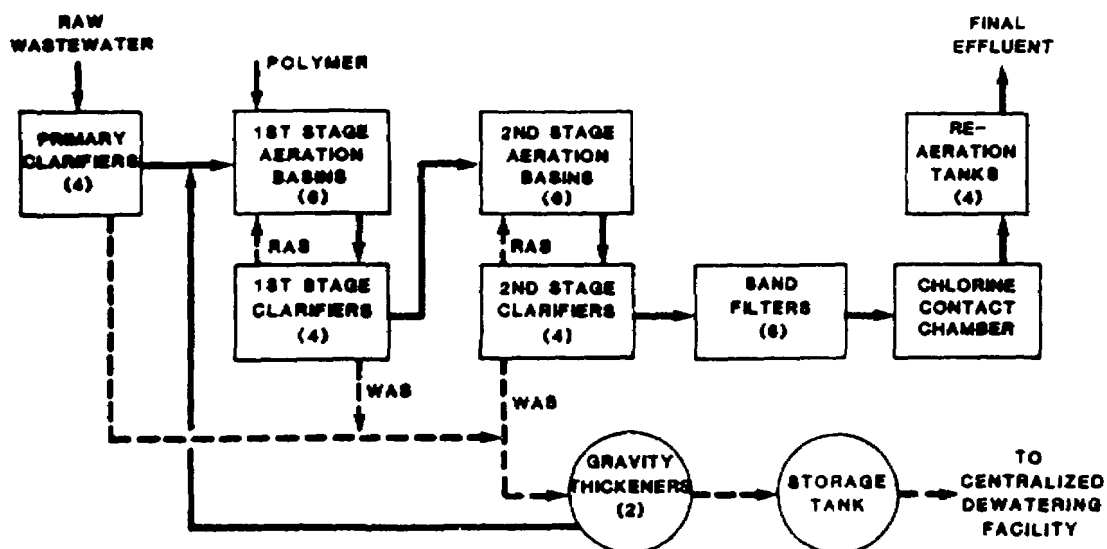 RAW
WASTEWATER
PRIMARY
CLARIFIERS
(4)
POLYMER
1ST STAGE
AERATION
BASINS
(6)
RAS
1ST STAGE
CLARIFIERS
(4)
WAS
2ND STAGE
AERATION
BASINS
(6)
RAS
2ND STAGE
CLARIFIERS
(4)
WAS
SAND
FILTERS
(6)
CHLORINE
CONTACT
CHAMBER
RE-
AERATION
TANKS
(4)
FINAL
EFFLUENT
GRAVITY
THICKENERS
(2)
STORAGE
TANK
TO
CENTRALIZED
DEWATERING
FACILITY